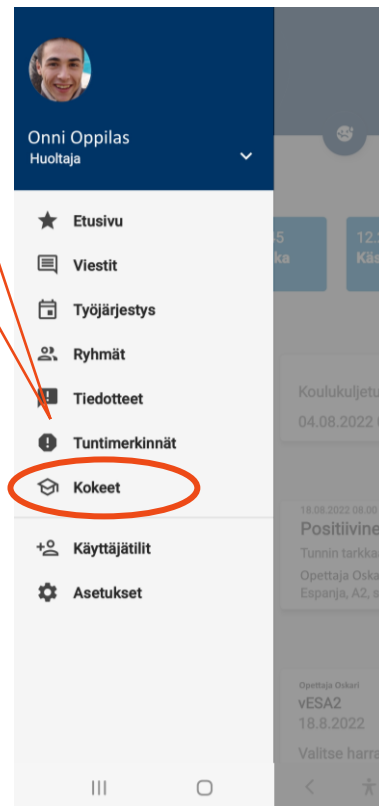 Onni Oppilas
Huoltaja
Etusivu
Viestit
Työjärjestys
Ryhmät
Tiedotteet
Tuntimerkinnät
Kokeet
Käyttäjätilit
Asetukset
04.08.2022
18.08.2022 08.00
Positiivine
Tunnin tarkka
Opettaja Oska
Espanja, A2, s
Opettaja Oskari
vESA2
18.8.2022
Valitse harra